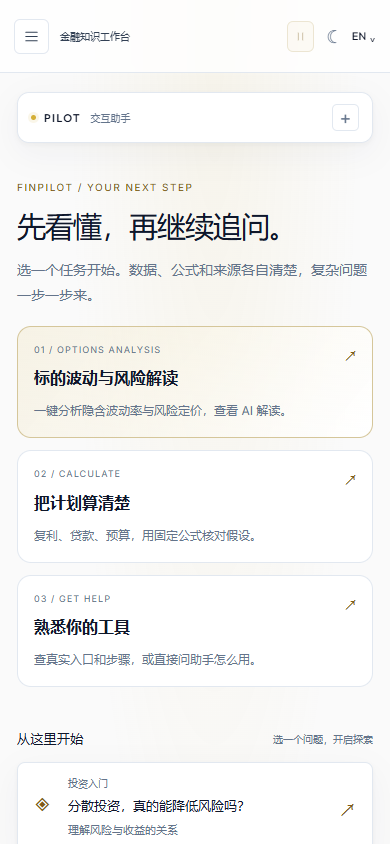 金融知识工作台
EN
PILOT 交互助手
FINPILOT / YOUR NEXT STEP
先看懂，再继续追问。
选一个任务开始。数据、公式和来源各自清楚，复杂问题
一步一步来。
01 / OPTIONS ANALYSIS
标的波动与风险解读
一键分析隐含波动率与风险定价，查看 AI 解读。
02 / CALCULATE
把计划算清楚
复利、贷款、预算，用固定公式核对假设。
03 / GET HELP
熟悉你的工具
查真实入口和步骤，或直接问助手怎么用。
从这里开始
选一个问题，开启探索
投资入门
分散投资，真的能降低风险吗？
理解风险与收益的关系